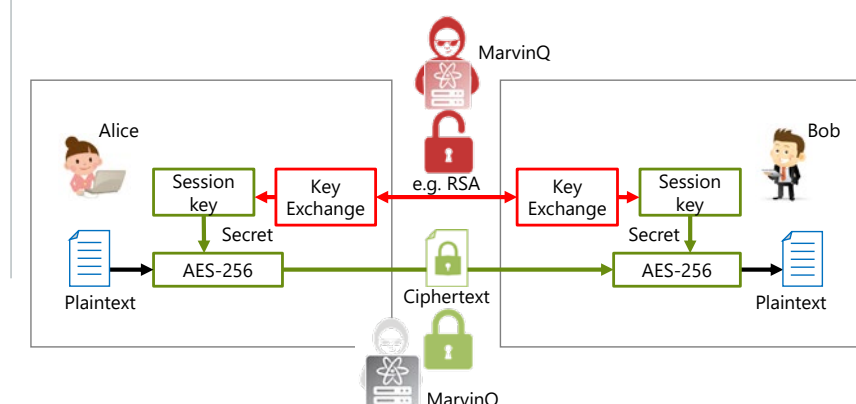 MarvinQ
Alice
Bob
e.g. RSA
Session
key
Key
Exchange
Key
Exchange
Session
key
Secret
Secret
AES-256
AES-256
Plaintext
Ciphertext
Plaintext
MarvinQ